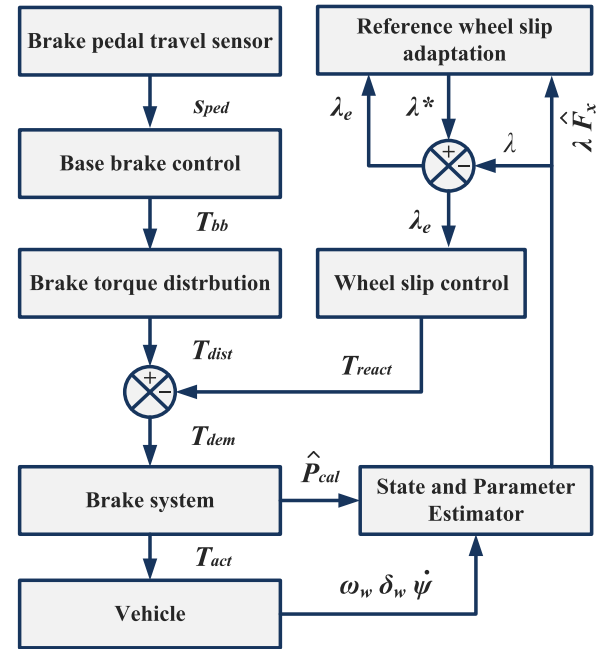 Brake pedal travel sensor
Reference wheel slip
adaptation
s_ped
λ_e
λ*
λ F̂_x
+
−
λ
Base brake control
T_bb
λ_e
Brake torque distrbution
Wheel slip control
T_dist
T_react
+
−
T_dem
Brake system
P̂_cal
State and Parameter
Estimator
T_act
Vehicle
ω_w δ_w ψ̇